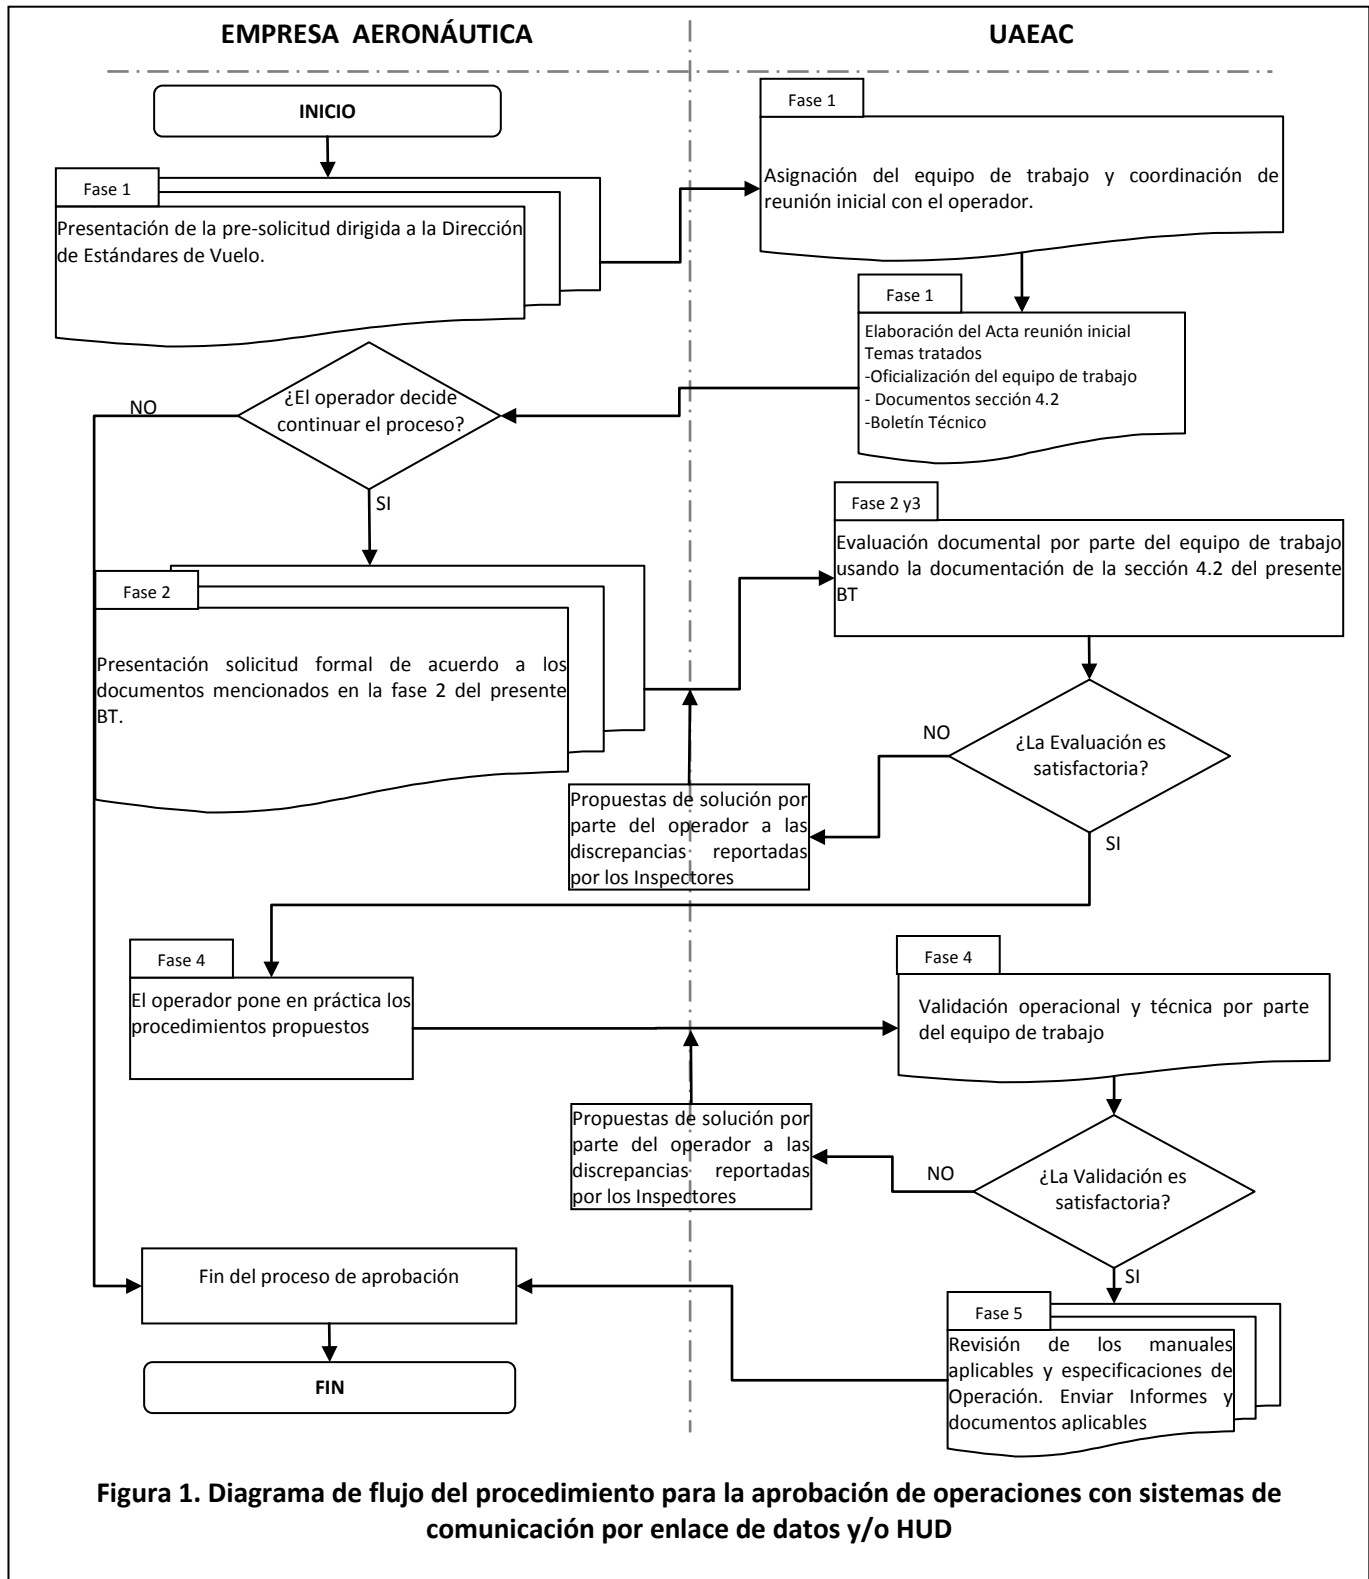 EMPRESA AERONÁUTICA
UAEAC
INICIO
Fase 1
Presentación de la pre-solicitud dirigida a la Dirección
de Estándares de Vuelo.
Fase 1
Asignación del equipo de trabajo y coordinación de
reunión inicial con el operador.
Fase 1
Elaboración del Acta reunión inicial
Temas tratados
-Oficialización del equipo de trabajo
- Documentos sección 4.2
-Boletín Técnico
¿El operador decide
continuar el proceso?
NO
SI
Fase 2
Presentación solicitud formal de acuerdo a los
documentos mencionados en la fase 2 del presente
BT.
Fase 2 y3
Evaluación documental por parte del equipo de trabajo
usando la documentación de la sección 4.2 del presente
BT
¿La Evaluación es
satisfactoria?
NO
SI
Propuestas de solución por
parte del operador a las
discrepancias reportadas
por los Inspectores
Fase 4
El operador pone en práctica los
procedimientos propuestos
Fase 4
Validación operacional y técnica por parte
del equipo de trabajo
¿La Validación es
satisfactoria?
NO
SI
Propuestas de solución por
parte del operador a las
discrepancias reportadas
por los Inspectores
Fase 5
Revisión de los manuales
aplicables y especificaciones de
Operación. Enviar Informes y
documentos aplicables
Fin del proceso de aprobación
FIN
Figura 1. Diagrama de flujo del procedimiento para la aprobación de operaciones con sistemas de
comunicación por enlace de datos y/o HUD